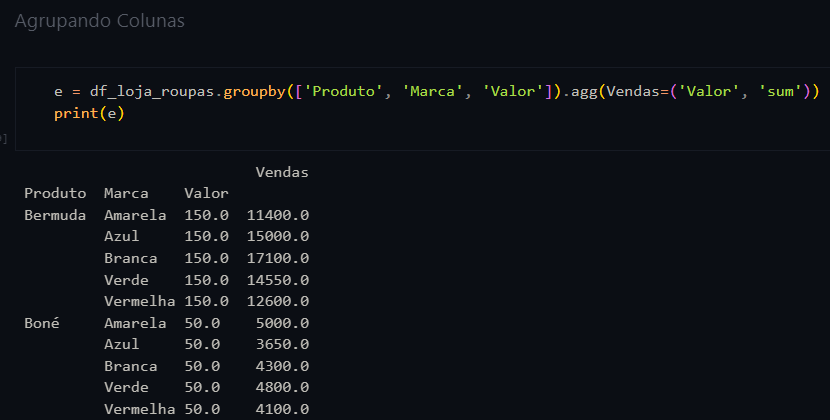 Agrupando Colunas
e = df_loja_roupas.groupby(['Produto', 'Marca', 'Valor']).agg(Vendas=('Valor', 'sum'))
print(e)
]
Vendas
Produto Marca Valor
Bermuda Amarela 150.0 11400.0
Azul 150.0 15000.0
Branca 150.0 17100.0
Verde 150.0 14550.0
Vermelha 150.0 12600.0
Boné Amarela 50.0 5000.0
Azul 50.0 3650.0
Branca 50.0 4300.0
Verde 50.0 4800.0
Vermelha 50.0 4100.0